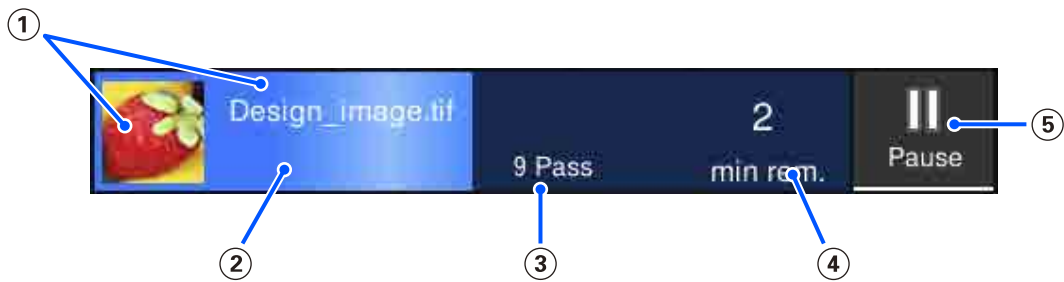 ①
Design_image.tif
2
9 Pass
min rem.
Pause
⑤
②
③
④